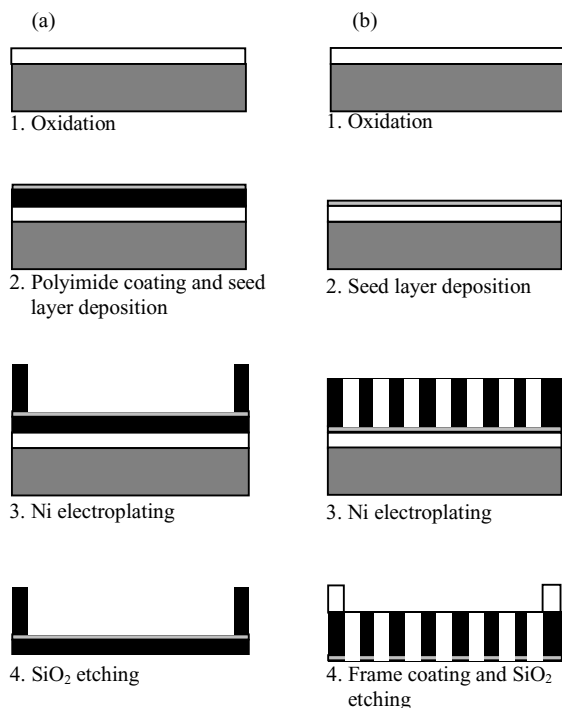 (a)
(b)
1. Oxidation
1. Oxidation
2. Polyimide coating and seed
layer deposition
2. Seed layer deposition
3. Ni electroplating
3. Ni electroplating
4. SiO₂ etching
4. Frame coating and SiO₂
etching